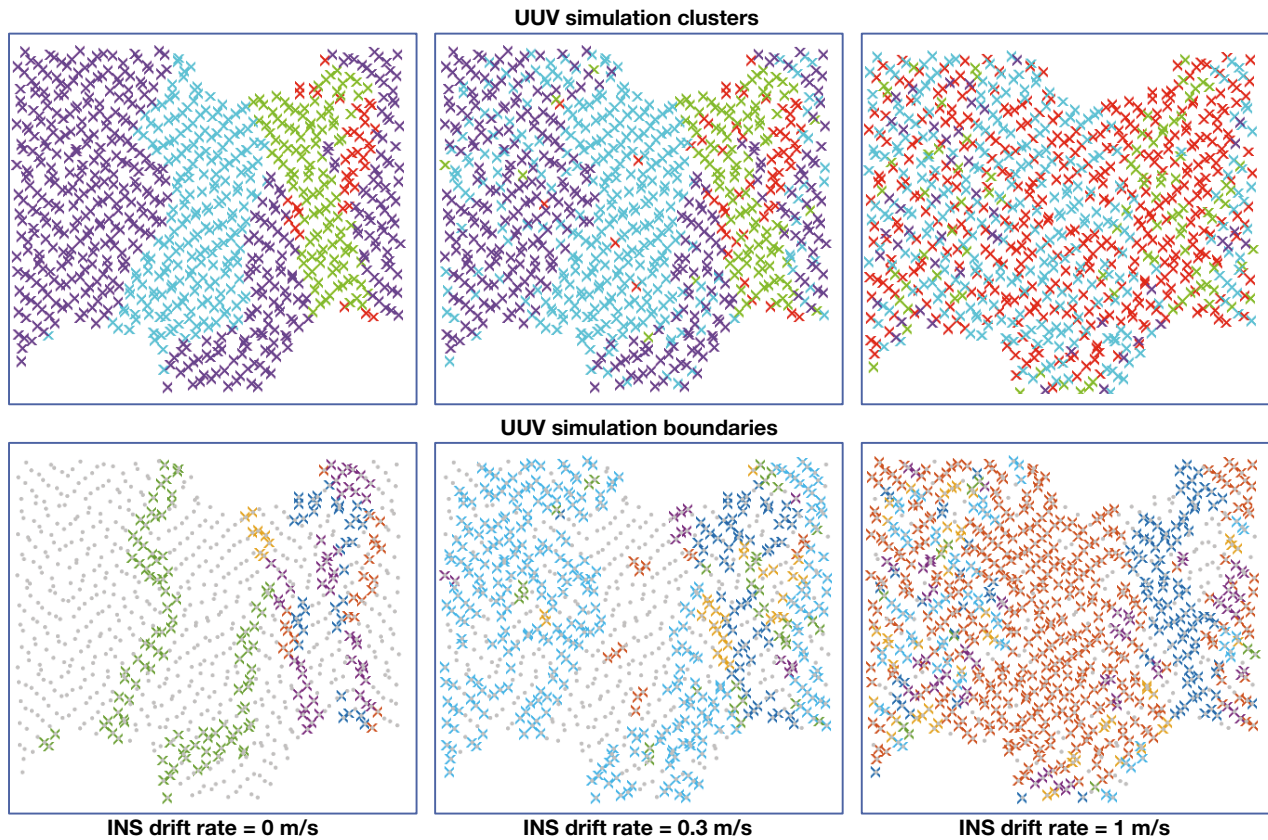 UUV simulation clusters
UUV simulation boundaries
INS drift rate = 0 m/s
INS drift rate = 0.3 m/s
INS drift rate = 1 m/s